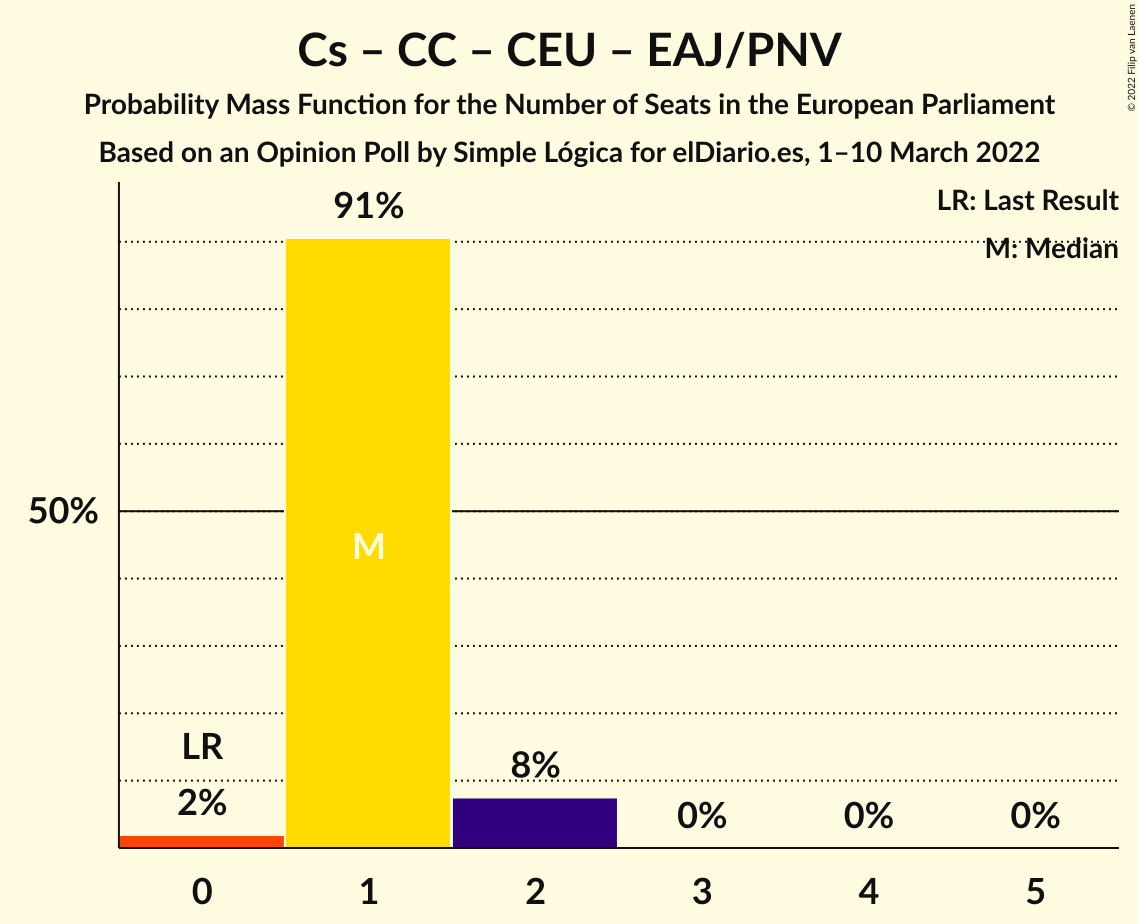 Cs – CC – CEU – EAJ/PNV
Probability Mass Function for the Number of Seats in the European Parliament
Based on an Opinion Poll by Simple Lógica for elDiario.es, 1–10 March 2022
© 2022 Filip van Laenen
LR: Last Result
M: Median
91%
50%
M
LR
2%
8%
0%
0%
0%
0
1
2
3
4
5